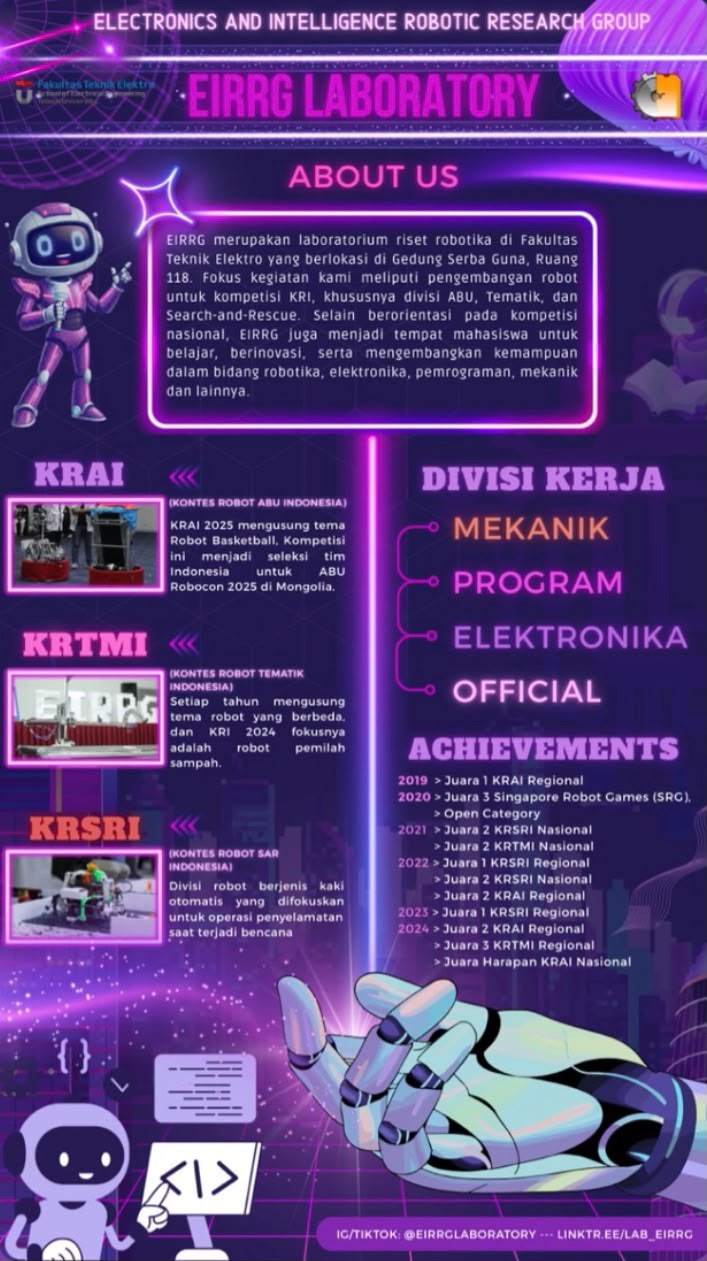 ELECTRONICS AND INTELLIGENCE ROBOTIC RESEARCH GROUP
Fakultas Teknik Elektro
School of Electrical Engineering
Telkom University
EIRRG LABORATORY
ABOUT US
EIRRG merupakan laboratorium riset robotika di Fakultas
Teknik Elektro yang berlokasi di Gedung Serba Guna, Ruang
118. Fokus kegiatan kami meliputi pengembangan robot
untuk kompetisi KRI, khususnya divisi ABU, Tematik, dan
Search-and-Rescue. Selain berorientasi pada kompetisi
nasional, EIRRG juga menjadi tempat mahasiswa untuk
belajar, berinovasi, serta mengembangkan kemampuan
dalam bidang robotika, elektronika, pemrograman, mekanik
dan lainnya.
KRAI
(KONTES ROBOT ABU INDONESIA)
KRAI 2025 mengusung tema
Robot Basketball, Kompetisi
ini menjadi seleksi tim
Indonesia untuk ABU
Robocon 2025 di Mongolia.
KRTMI
(KONTES ROBOT TEMATIK
INDONESIA)
Setiap tahun mengusung
tema robot yang berbeda,
dan KRI 2024 fokusnya
adalah robot pemilah
sampah.
EIRRG
KRSRI
(KONTES ROBOT SAR
INDONESIA)
Divisi robot berjenis kaki
otomatis yang difokuskan
untuk operasi penyelamatan
saat terjadi bencana
DIVISI KERJA
MEKANIK
PROGRAM
ELEKTRONIKA
OFFICIAL
ACHIEVEMENTS
2019 > Juara 1 KRAI Regional
2020 > Juara 3 Singapore Robot Games (SRG),
> Open Category
2021 > Juara 2 KRSRI Nasional
> Juara 2 KRTMI Nasional
2022 > Juara 1 KRSRI Regional
> Juara 2 KRSRI Nasional
> Juara 2 KRAI Regional
2023 > Juara 1 KRSRI Regional
2024 > Juara 2 KRAI Regional
> Juara 3 KRTMI Regional
> Juara Harapan KRAI Nasional
{ }
<\>
IG/TIKTOK: @EIRRGLABORATORY --- LINKTR.EE/LAB_EIRRG